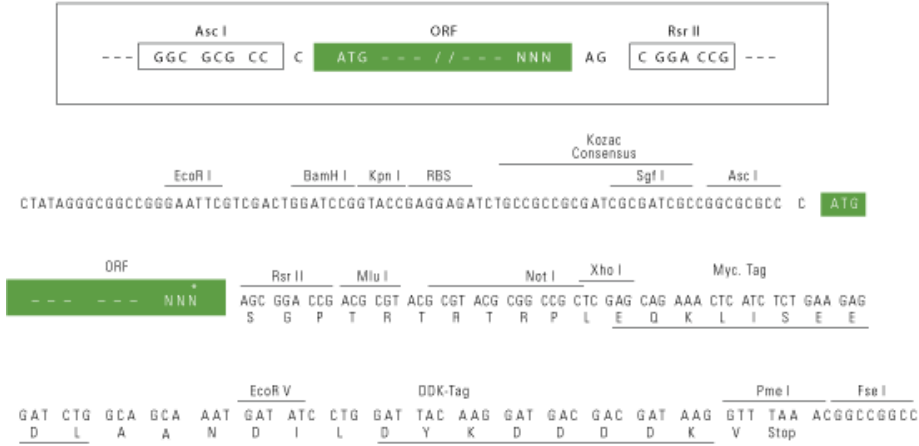 Asc I ORF Rsr II
--- GGC GCG CC C ATG --- // --- NNN AG C GGA CCG ---
Kozac
Consensus
EcoR I BamH I Kpn I RBS Sgf I Asc I
CTATAGGGCGGCCGGGAATTCGTCGACTGGATCCGGTACCGAGGAGATCTGCCGCCGCGATCGCGATCGCCGGCGCGCC C ATG
ORF Rsr II Mlu I Not I Xho I Myc. Tag
--- --- NNN* AGC GGA CCG ACG CGT ACG CGT ACG CGG CCG CTC GAG CAG AAA CTC ATC TCT GAA GAG
S G P T R T R T R P L E Q K L I S E E
EcoR V DDK-Tag Pme I Fse I
GAT CTG GCA GCA AAT GAT ATC CTG GAT TAC AAG GAT GAC GAC GAT AAG GTT TAA ACGGCCGGCC
D L A A N D I L D Y K D D D D K V Stop